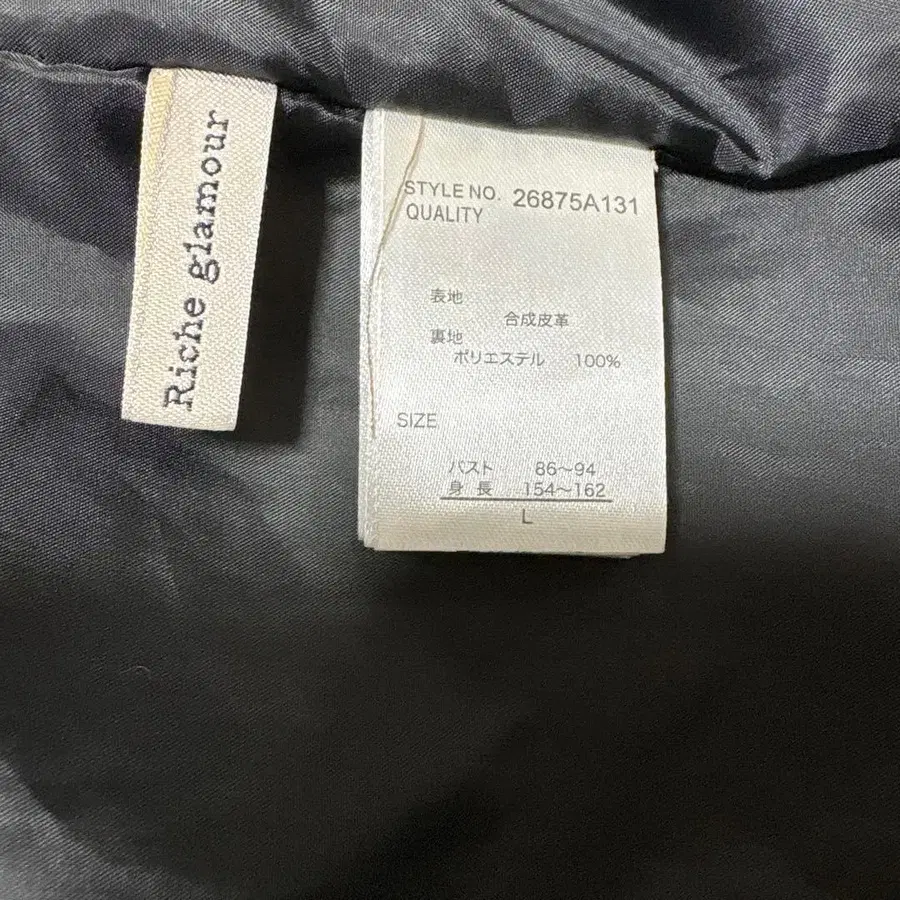 Riche glamour
STYLE NO. 26875A131
QUALITY
表地
合成皮革
裏地
ポリエステル 100%
SIZE
バスト 86～94
身長 154～162
L